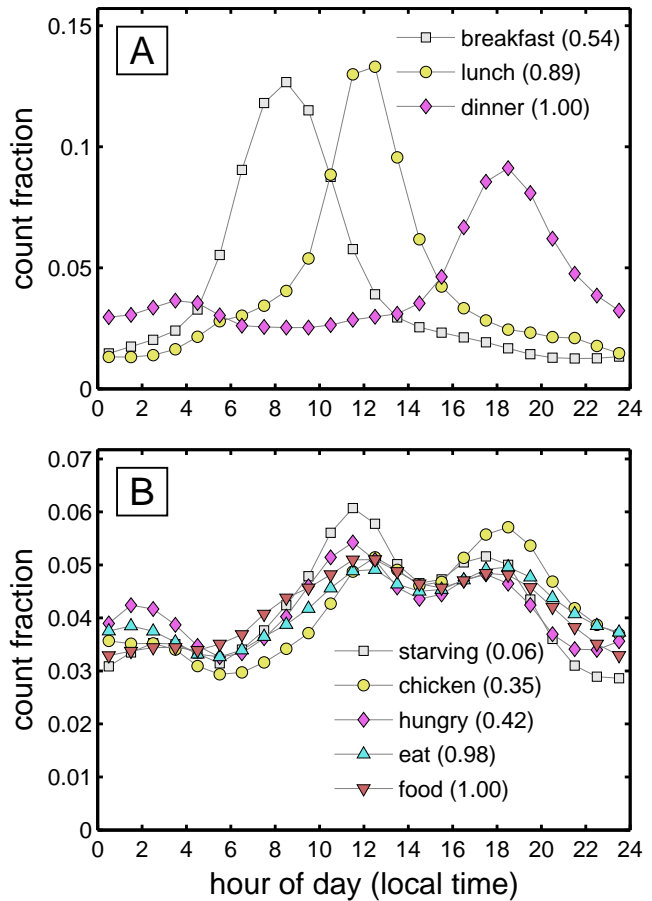 A
breakfast (0.54)
lunch (0.89)
dinner (1.00)
count fraction
0.15
0.1
0.05
0
0 2 4 6 8 10 12 14 16 18 20 22 24
B
starving (0.06)
chicken (0.35)
hungry (0.42)
eat (0.98)
food (1.00)
count fraction
0.07
0.06
0.05
0.04
0.03
0.02
0.01
0
0 2 4 6 8 10 12 14 16 18 20 22 24
hour of day (local time)